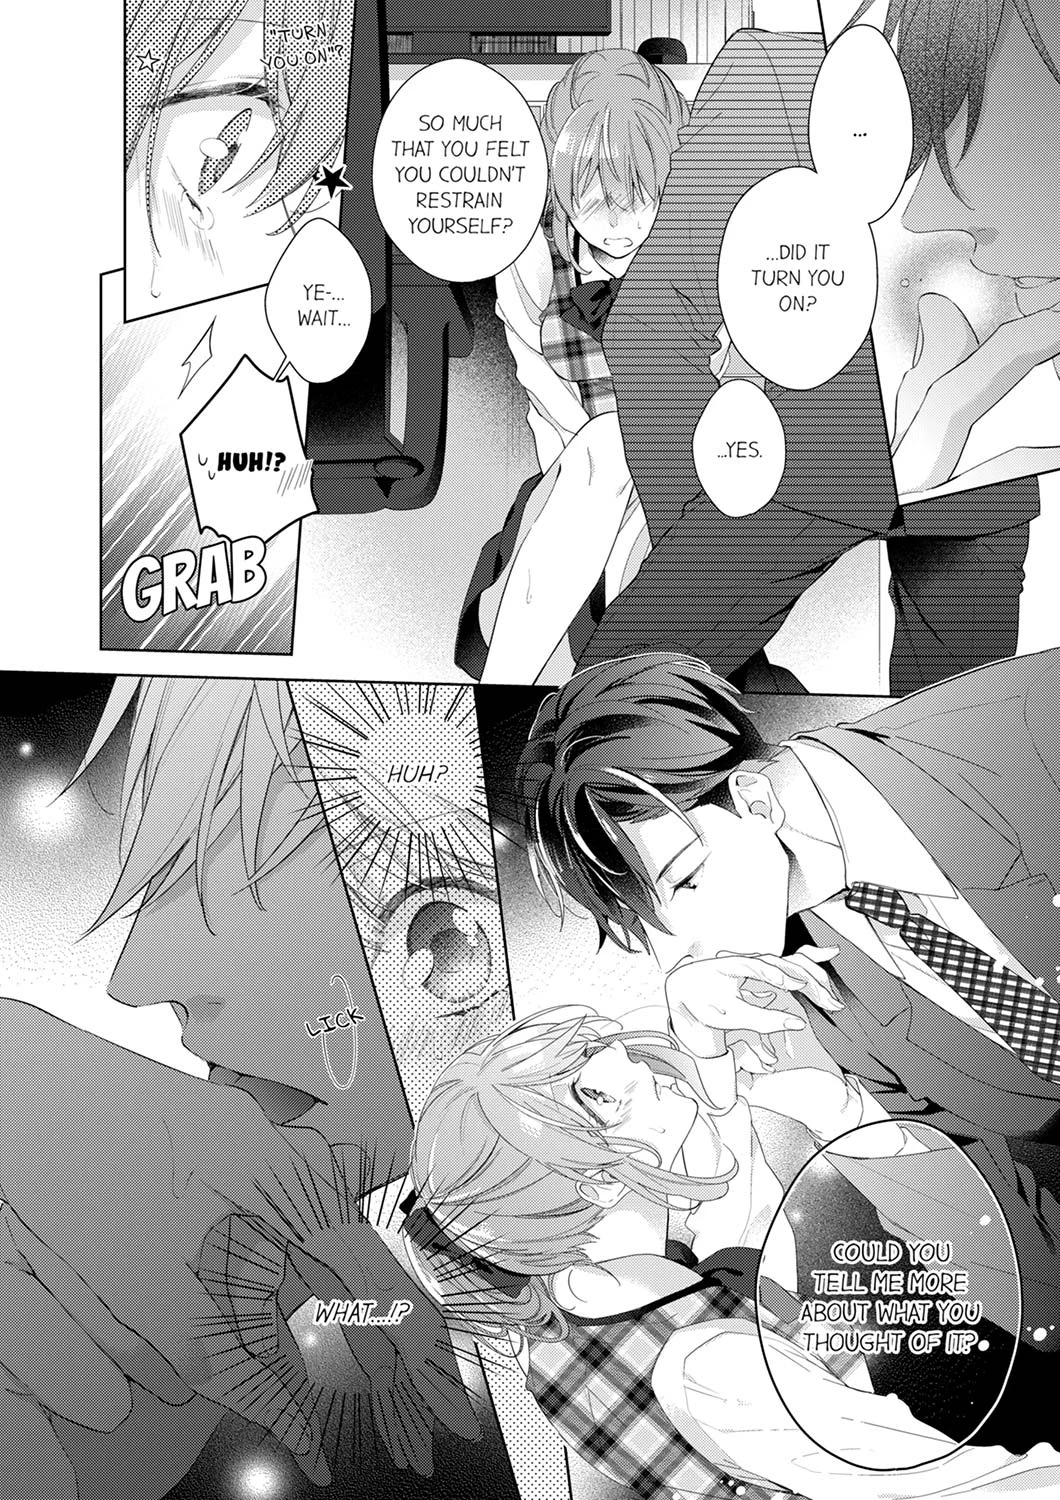 ...
...DID IT
TURN YOU
ON?
...YES.
SO MUCH
THAT YOU FELT
YOU COULDN'T
RESTRAIN
YOURSELF?
"TURN
YOU ON"?
YE-...
WAIT...
HUH!?
GRAB
HUH?
LICK
WHAT...!?
COULD YOU
TELL ME MORE
ABOUT WHAT YOU
THOUGHT OF IT?